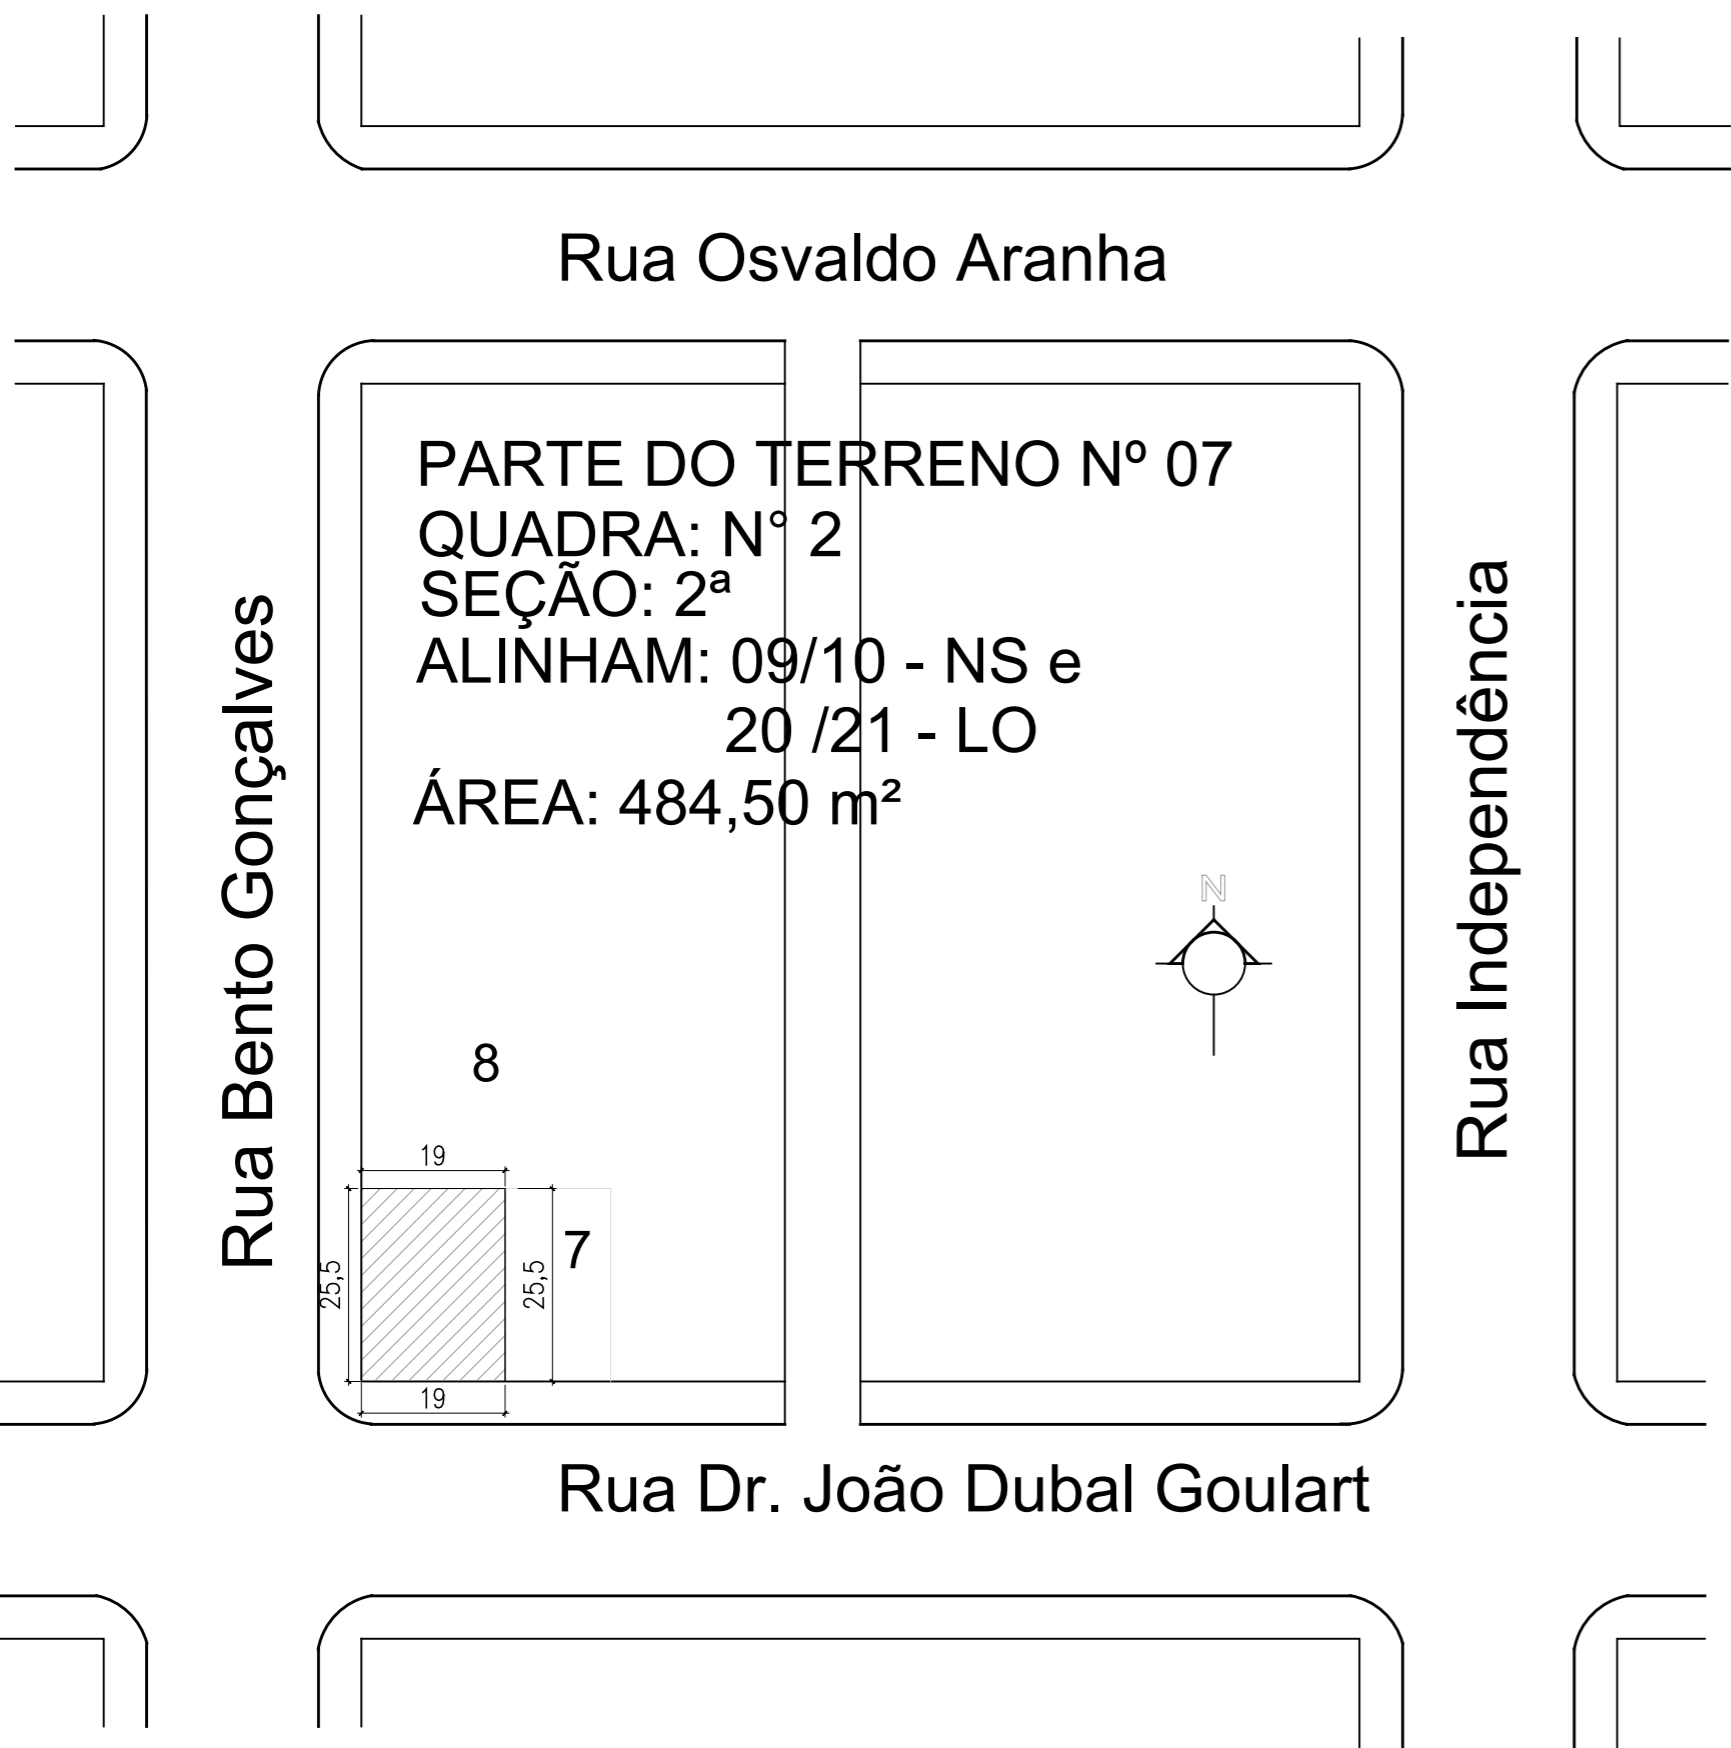 Rua Osvaldo Aranha
PARTE DO TERRENO Nº 07
QUADRA: N° 2
SEÇÃO: 2ª
ALINHAM: 09/10 - NS e
20 /21 - LO
ÁREA: 484,50 m²
Rua Bento Gonçalves
Rua Independência
N
8
19
7
25,5
25,5
19
Rua Dr. João Dubal Goulart